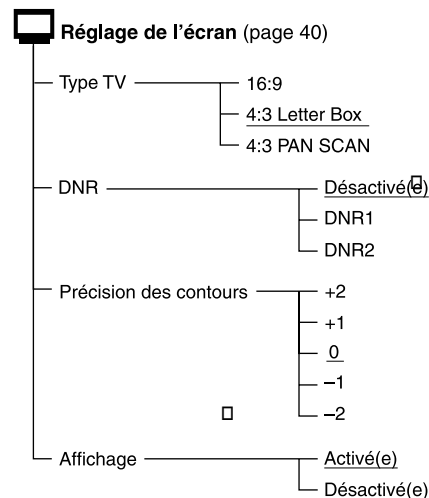 Réglage de l'écran (page 40)
Type TV
16:9
4:3 Letter Box
4:3 PAN SCAN
DNR
Désactivé(e)
DNR1
DNR2
Précision des contours
+2
+1
0
–1
–2
Affichage
Activé(e)
Désactivé(e)